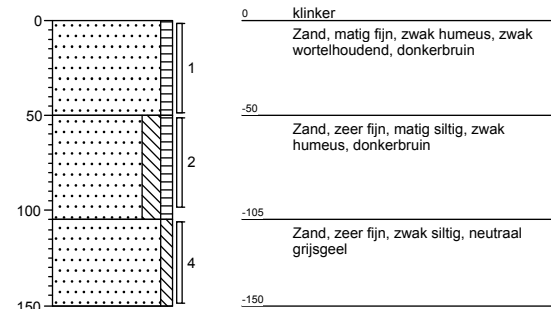 0
50
100
150
1
2
4
0 klinker
Zand, matig fijn, zwak humeus, zwak
wortelhoudend, donkerbruin
-50
Zand, zeer fijn, matig siltig, zwak
humeus, donkerbruin
-105
Zand, zeer fijn, zwak siltig, neutraal
grijsgeel
-150